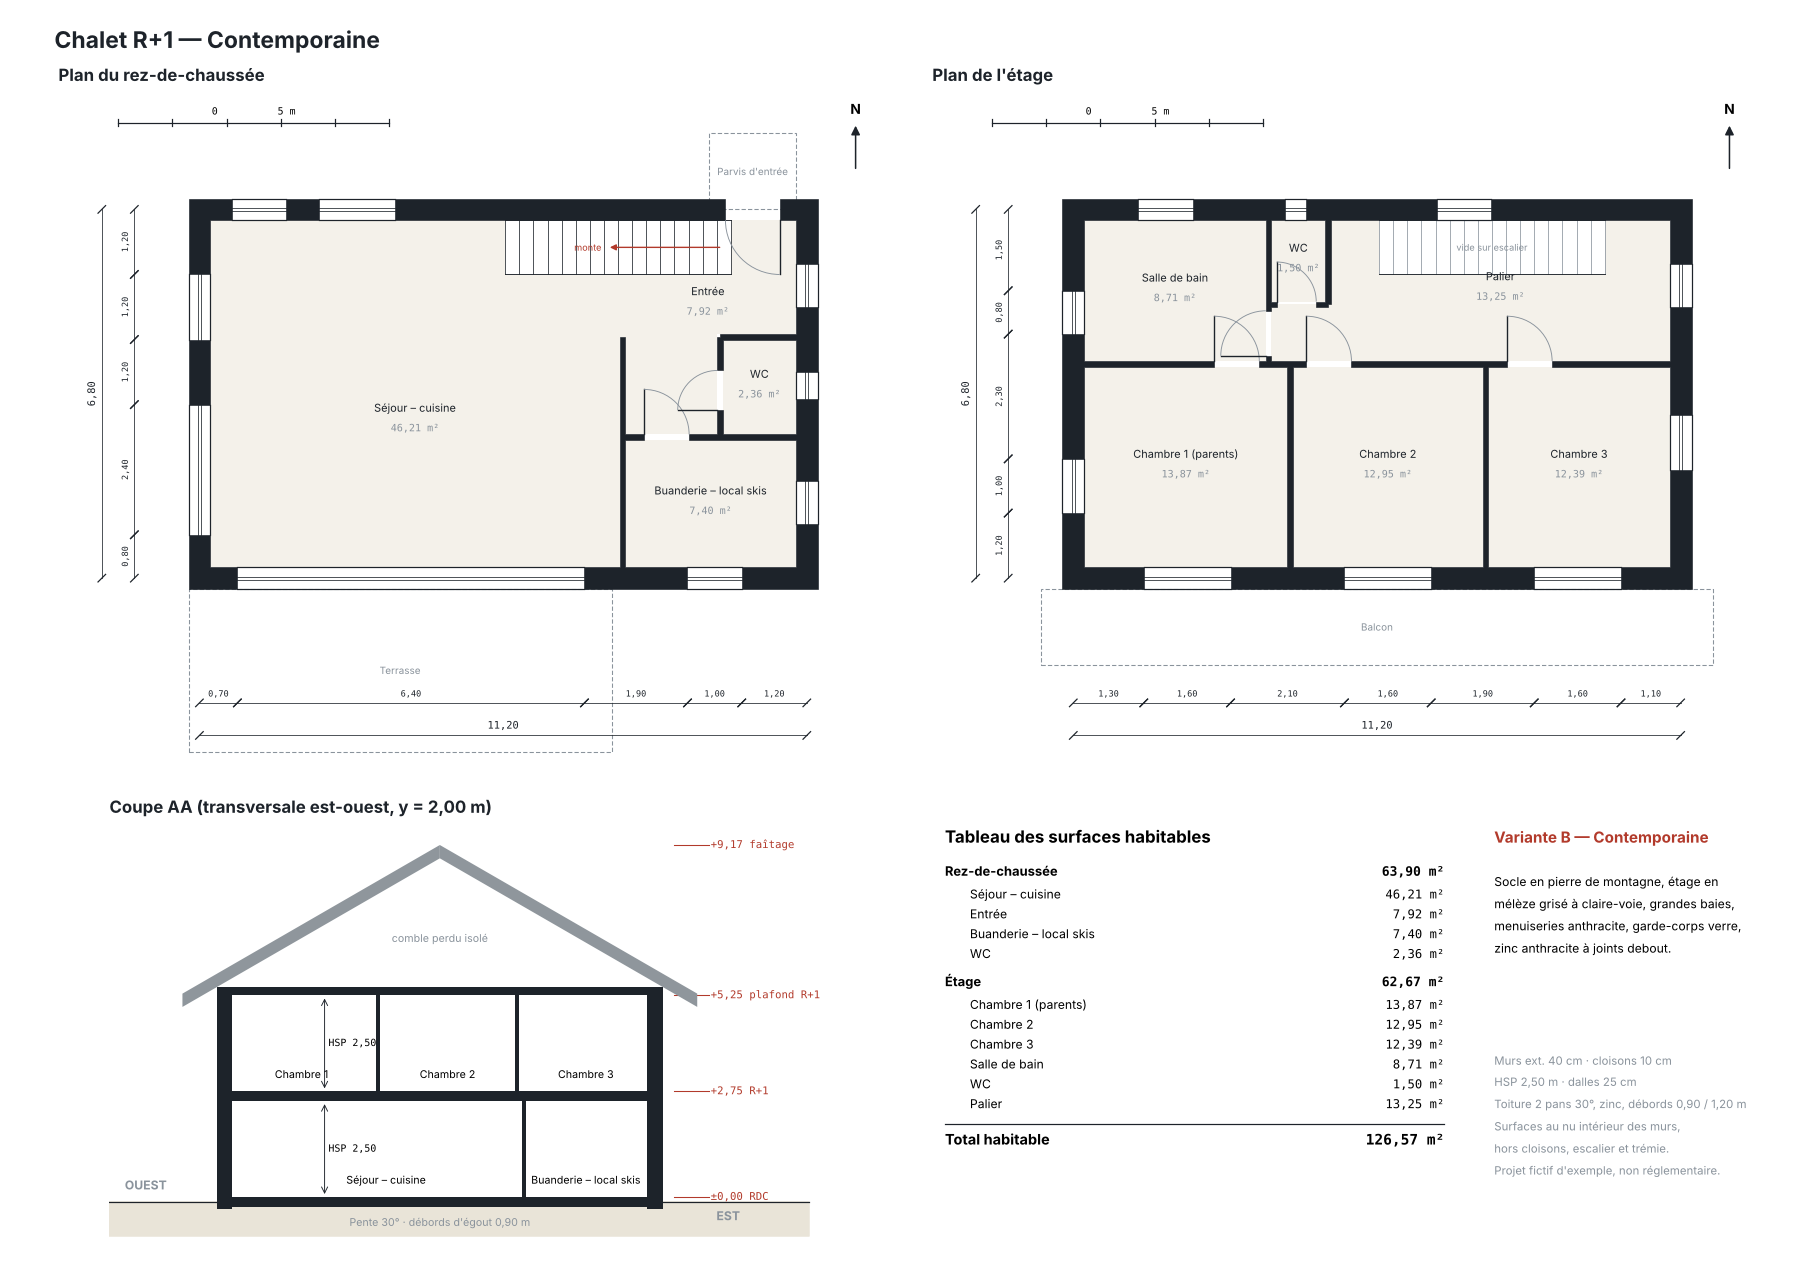 Chalet R+1 — Contemporaine
Plan du rez-de-chaussée
0 5 m
N
Parvis d'entrée
monte
Entrée
7,92 m²
WC
2,36 m²
Séjour – cuisine
46,21 m²
Buanderie – local skis
7,40 m²
Terrasse
6,80
1,20
1,20
1,20
2,40
0,80
0,70 6,40 1,90 1,00 1,20
11,20
Plan de l'étage
0 5 m
N
WC
1,50 m²
vide sur escalier
Salle de bain
8,71 m²
Palier
13,25 m²
Chambre 1 (parents)
13,87 m²
Chambre 2
12,95 m²
Chambre 3
12,39 m²
Balcon
6,80
1,50
0,80
2,30
1,00
1,20
1,30 1,60 2,10 1,60 1,90 1,60 1,10
11,20
Coupe AA (transversale est-ouest, y = 2,00 m)
+9,17 faîtage
comble perdu isolé
+5,25 plafond R+1
HSP 2,50
Chambre 1
Chambre 2
Chambre 3
+2,75 R+1
HSP 2,50
Séjour – cuisine
Buanderie – local skis
OUEST
±0,00 RDC
EST
Pente 30° · débords d'égout 0,90 m
Tableau des surfaces habitables
Rez-de-chaussée 63,90 m²
Séjour – cuisine 46,21 m²
Entrée 7,92 m²
Buanderie – local skis 7,40 m²
WC 2,36 m²
Étage 62,67 m²
Chambre 1 (parents) 13,87 m²
Chambre 2 12,95 m²
Chambre 3 12,39 m²
Salle de bain 8,71 m²
WC 1,50 m²
Palier 13,25 m²
Total habitable 126,57 m²
Variante B — Contemporaine
Socle en pierre de montagne, étage en
mélèze grisé à claire-voie, grandes baies,
menuiseries anthracite, garde-corps verre,
zinc anthracite à joints debout.
Murs ext. 40 cm · cloisons 10 cm
HSP 2,50 m · dalles 25 cm
Toiture 2 pans 30°, zinc, débords 0,90 / 1,20 m
Surfaces au nu intérieur des murs,
hors cloisons, escalier et trémie.
Projet fictif d'exemple, non réglementaire.